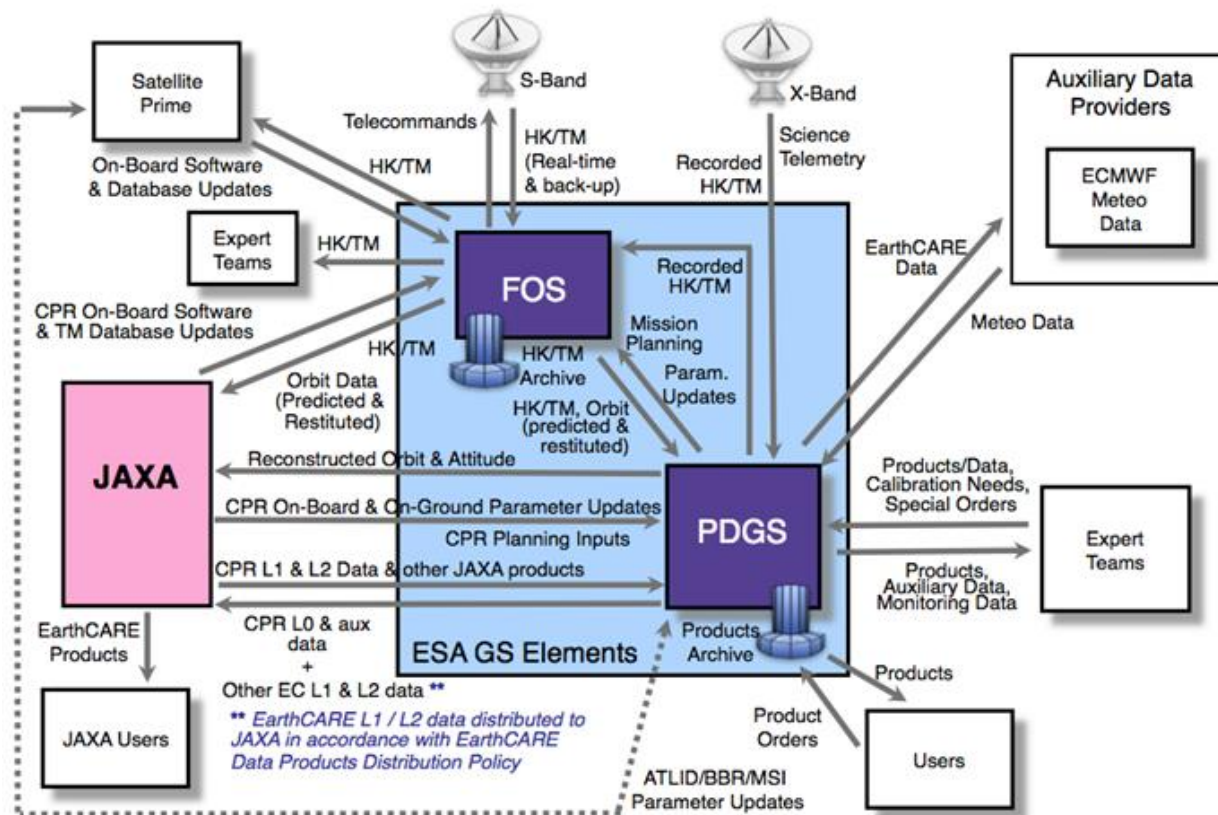 Satellite
Prime
S-Band
X-Band
Auxiliary Data
Providers
ECMWF
Meteo
Data
Telecommands
HK/TM
(Real-time
& back-up)
Science
Telemetry
Recorded
HK/TM
HK/TM
On-Board Software
& Database Updates
Expert
Teams
HK/TM
EarthCARE
Data
Meteo Data
FOS
Recorded
HK/TM
CPR On-Board Software
& TM Database Updates
HK/TM
HK/TM
Archive
Mission
Planning
Param.
Updates
Orbit Data
(Predicted &
Restituted)
HK/TM, Orbit
(predicted &
restituted)
JAXA
Reconstructed Orbit & Attitude
CPR On-Board & On-Ground Parameter Updates
CPR Planning Inputs
PDGS
Products/Data,
Calibration Needs,
Special Orders
Expert
Teams
Products,
Auxiliary Data,
Monitoring Data
CPR L1 & L2 Data & other JAXA products
CPR L0 & aux
data
+
Other EC L1 & L2 data **
EarthCARE
Products
ESA GS Elements
Products
Archive
Products
JAXA Users
** EarthCARE L1 / L2 data distributed to
JAXA in accordance with EarthCARE
Data Products Distribution Policy
Product
Orders
Users
ATLID/BBR/MSI
Parameter Updates